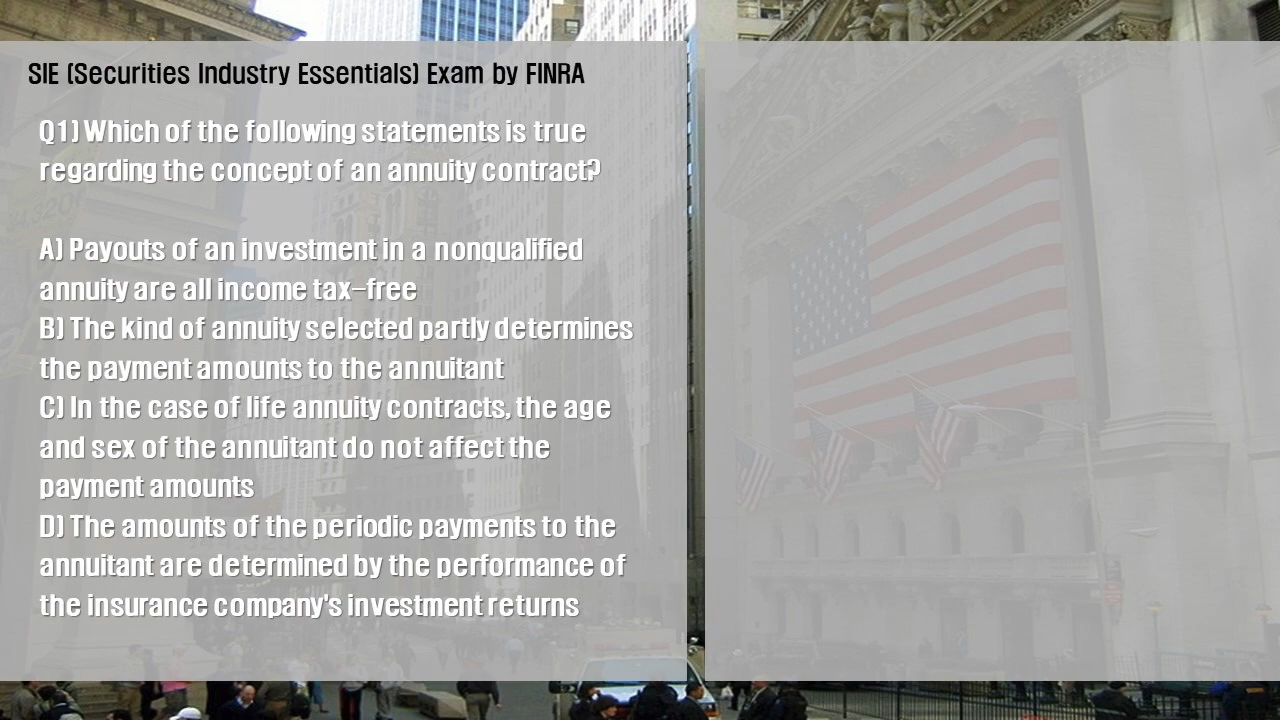 SIE (Securities Industry Essentials) Exam by FINRA
Q1) Which of the following statements is true
regarding the concept of an annuity contract?
A) Payouts of an investment in a nonqualified
annuity are all income tax-free
B) The kind of annuity selected partly determines
the payment amounts to the annuitant
C) In the case of life annuity contracts, the age
and sex of the annuitant do not affect the
payment amounts
D) The amounts of the periodic payments to the
annuitant are determined by the performance of
the insurance company's investment returns